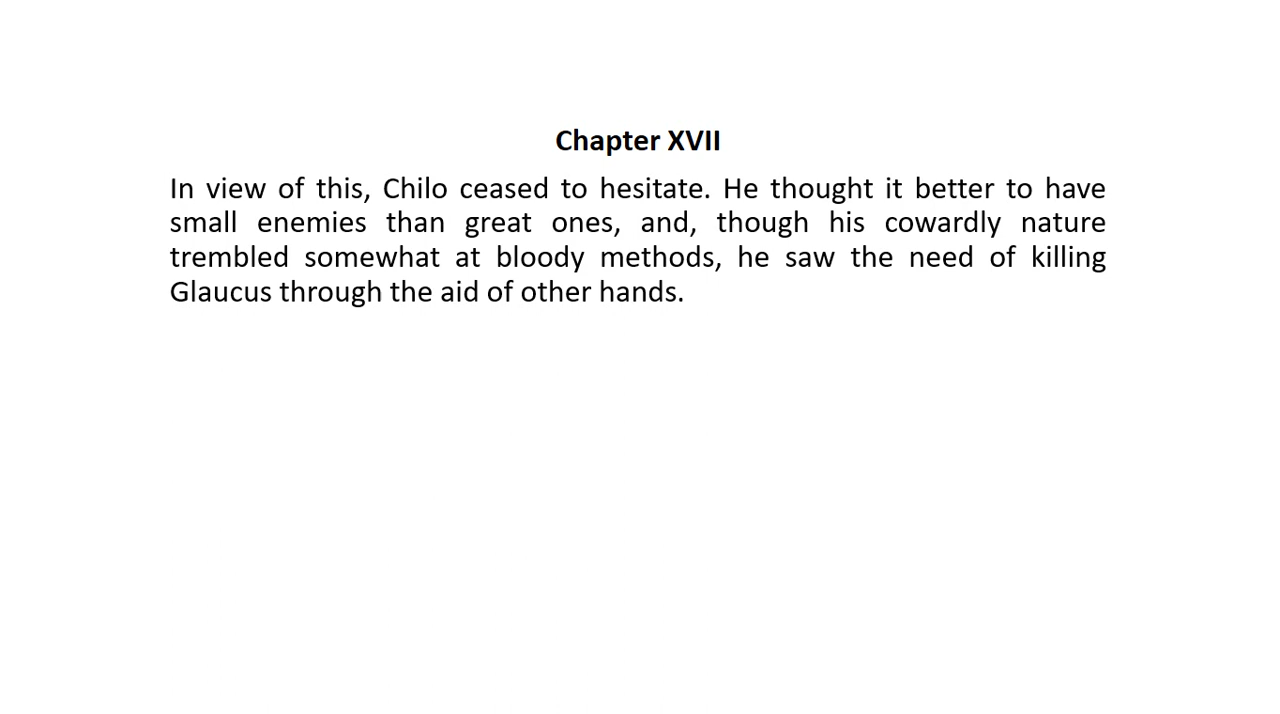 Chapter XVII
In view of this, Chilo ceased to hesitate. He thought it better to have
small enemies than great ones, and, though his cowardly nature
trembled somewhat at bloody methods, he saw the need of killing
Glaucus through the aid of other hands.